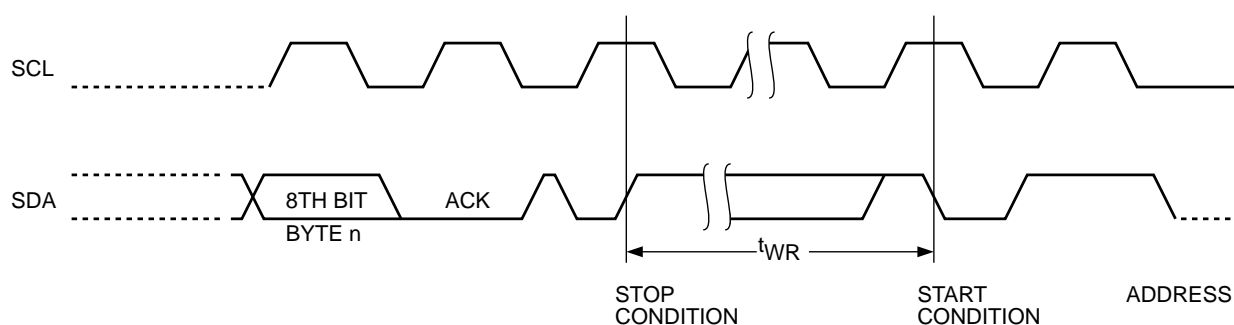 SCL
SDA
8TH BIT
ACK
BYTE n
tWR
STOP
CONDITION
START
CONDITION
ADDRESS